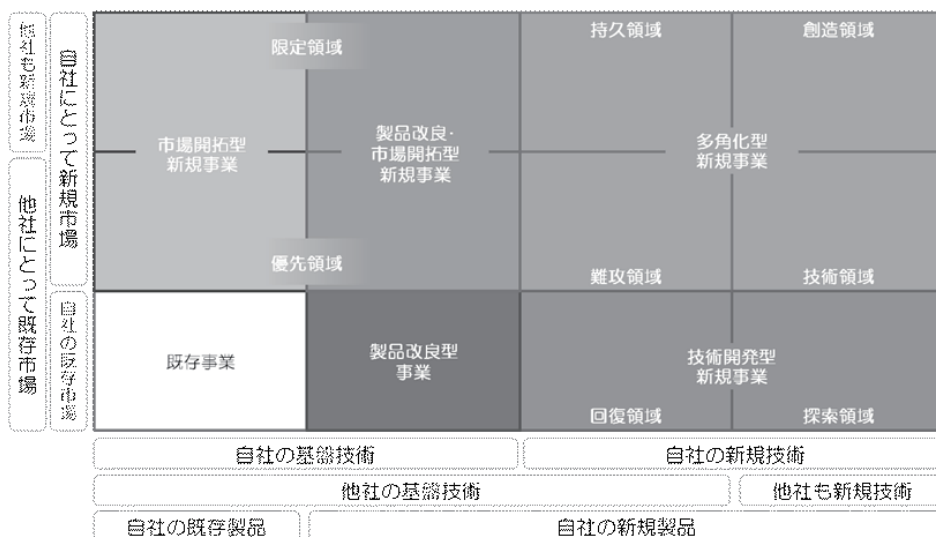 他社も新規市場
他社にとって既存市場
自社にとって新規市場
自社の既存市場
限定領域
持久領域
創造領域
市場開拓型
新規事業
製品改良・
市場開拓型
新規事業
多角化型
新規事業
優先領域
難攻領域
技術領域
既存事業
製品改良型
事業
技術開発型
新規事業
回復領域
探索領域
自社の基盤技術
自社の新規技術
他社の基盤技術
他社も新規技術
自社の既存製品
自社の新規製品